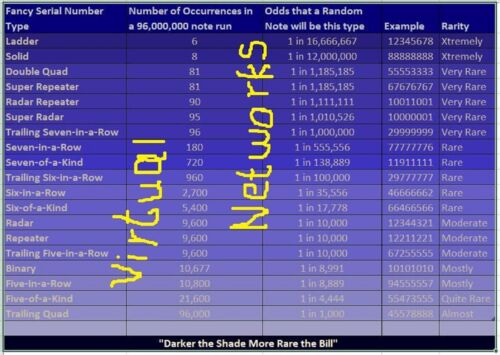 Fancy Serial Number Type Number of Occurrences in a 96,000,000 note run Odds that a Random Note will be this type Example Rarity
Ladder 6 1 in 16,666,667 12345678 Xtremely
Solid 8 1 in 12,000,000 88888888 Xtremely
Double Quad 81 1 in 1,185,185 55553333 Very Rare
Super Repeater 81 1 in 1,185,185 67676767 Very Rare
Radar Repeater 90 1 in 1,111,111 10011001 Very Rare
Super Radar 95 1 in 1,010,526 10000001 Very Rare
Trailing Seven-in-a-Row 96 1 in 1,000,000 29999999 Very Rare
Seven-in-a-Row 180 1 in 555,556 77777776 Rare
Seven-of-a-Kind 720 1 in 138,889 11911111 Rare
Trailing Six-in-a-Row 960 1 in 100,000 29777777 Rare
Six-in-a-Row 2,700 1 in 35,556 46666662 Rare
Six-of-a-Kind 5,400 1 in 17,778 66466566 Rare
Radar 9,600 1 in 10,000 12344321 Moderate
Repeater 9,600 1 in 10,000 12211221 Moderate
Trailing Five-in-a-Row 9,600 1 in 10,000 67255555 Moderate
Binary 10,677 1 in 8,991 10101010 Mostly
Five-in-a-Row 10,800 1 in 8,889 94555557 Mostly
Five-of-a-Kind 21,600 1 in 4,444 55473555 Quite Rare
Trailing Quad 96,000 1 in 1,000 45578888 Almost
"Darker the Shade More Rare the Bill"
Virtual
Networks